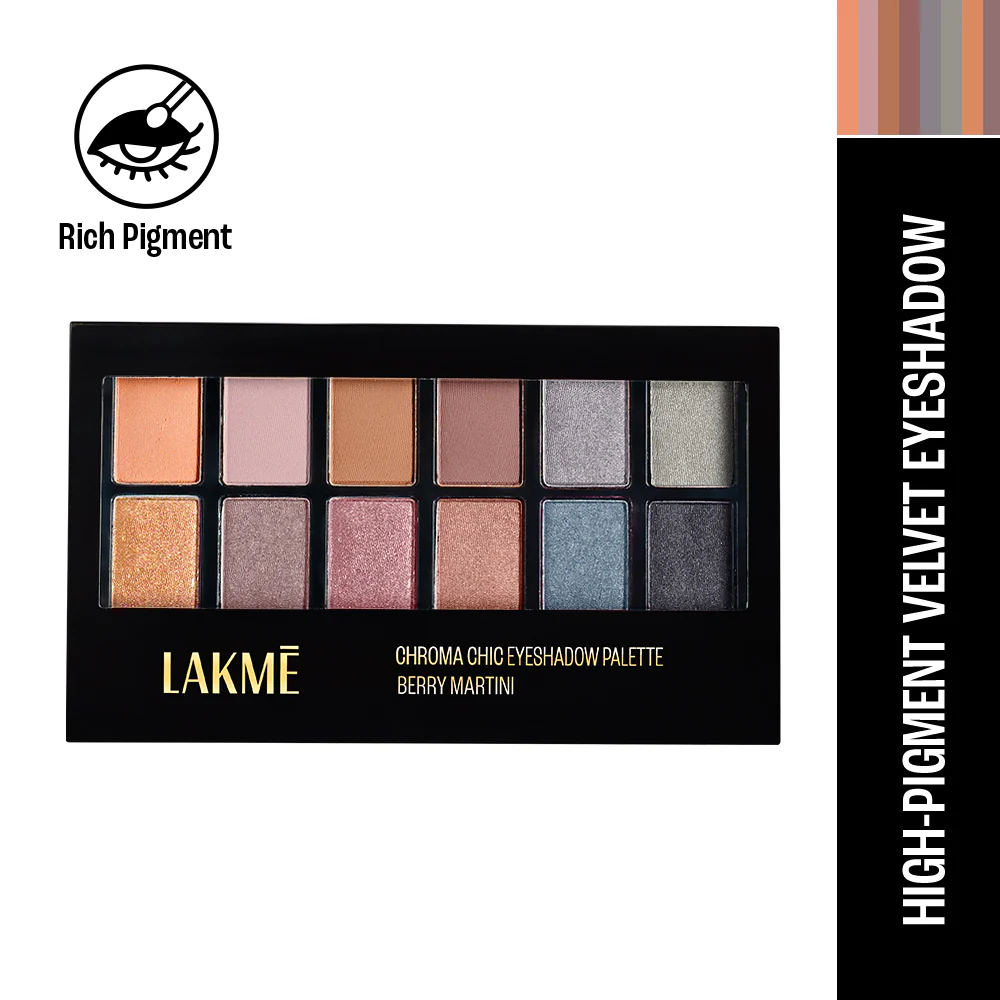 Rich Pigment
LAKMĒ
CHROMA CHIC EYESHADOW PALETTE
BERRY MARTINI
HIGH-PIGMENT VELVET EYESHADOW